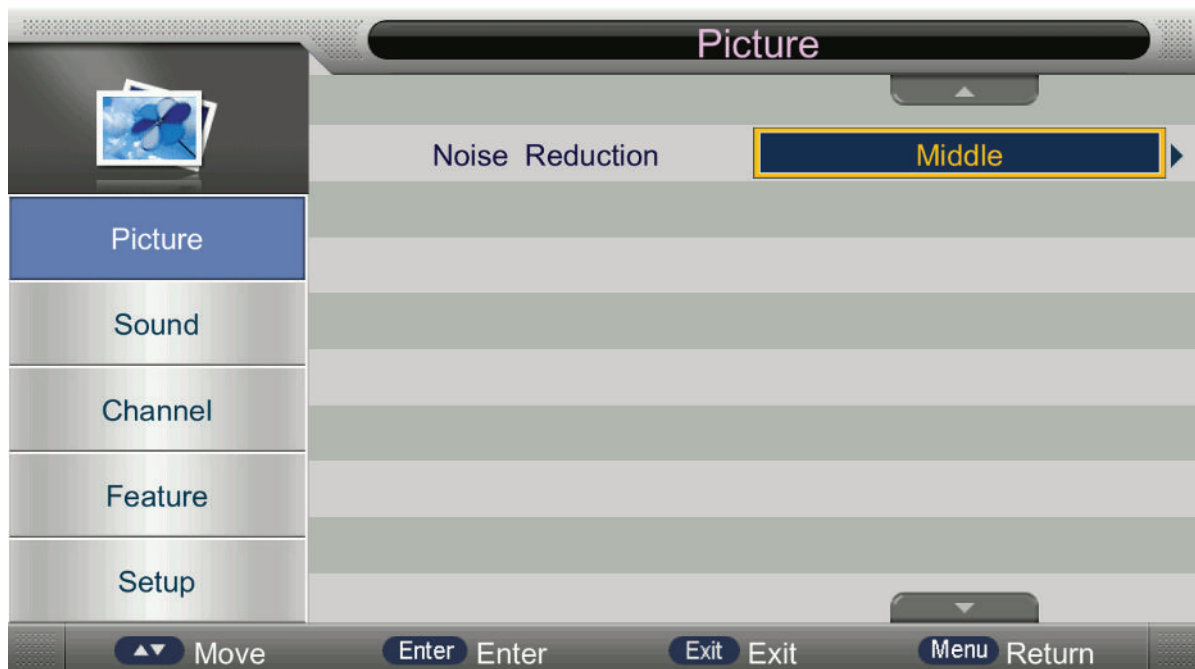 Picture
Noise Reduction Middle
Picture
Sound
Channel
Feature
Setup
Move Enter Enter Exit Exit Menu Return